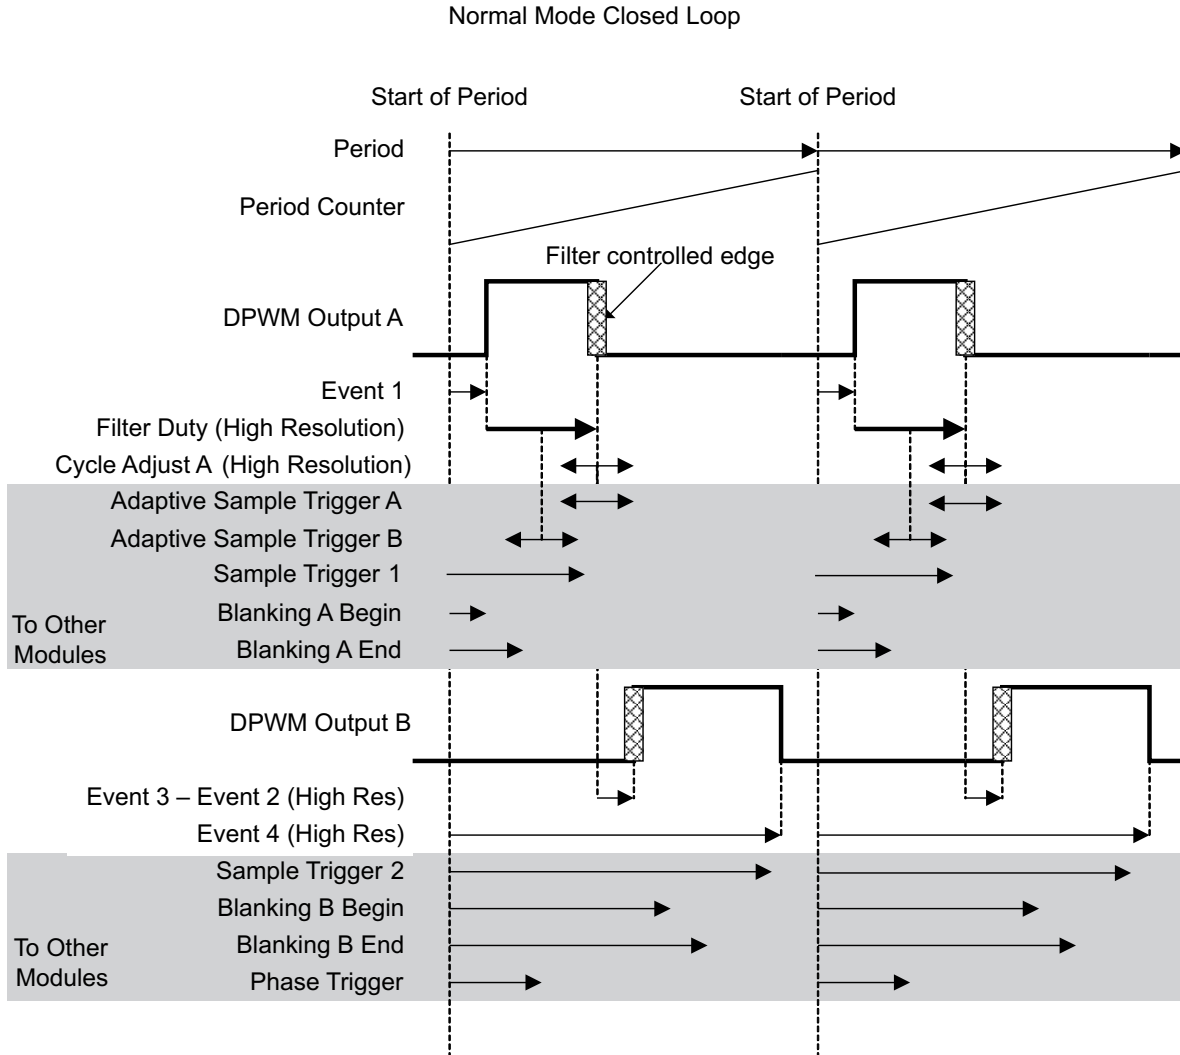 Normal Mode Closed Loop
Start of Period
Start of Period
Period
Period Counter
Filter controlled edge
DPWM Output A
Event 1
Filter Duty (High Resolution)
Cycle Adjust A (High Resolution)
Adaptive Sample Trigger A
Adaptive Sample Trigger B
Sample Trigger 1
Blanking A Begin
To Other
Modules
Blanking A End
DPWM Output B
Event 3 – Event 2 (High Res)
Event 4 (High Res)
Sample Trigger 2
Blanking B Begin
To Other
Modules
Blanking B End
Phase Trigger